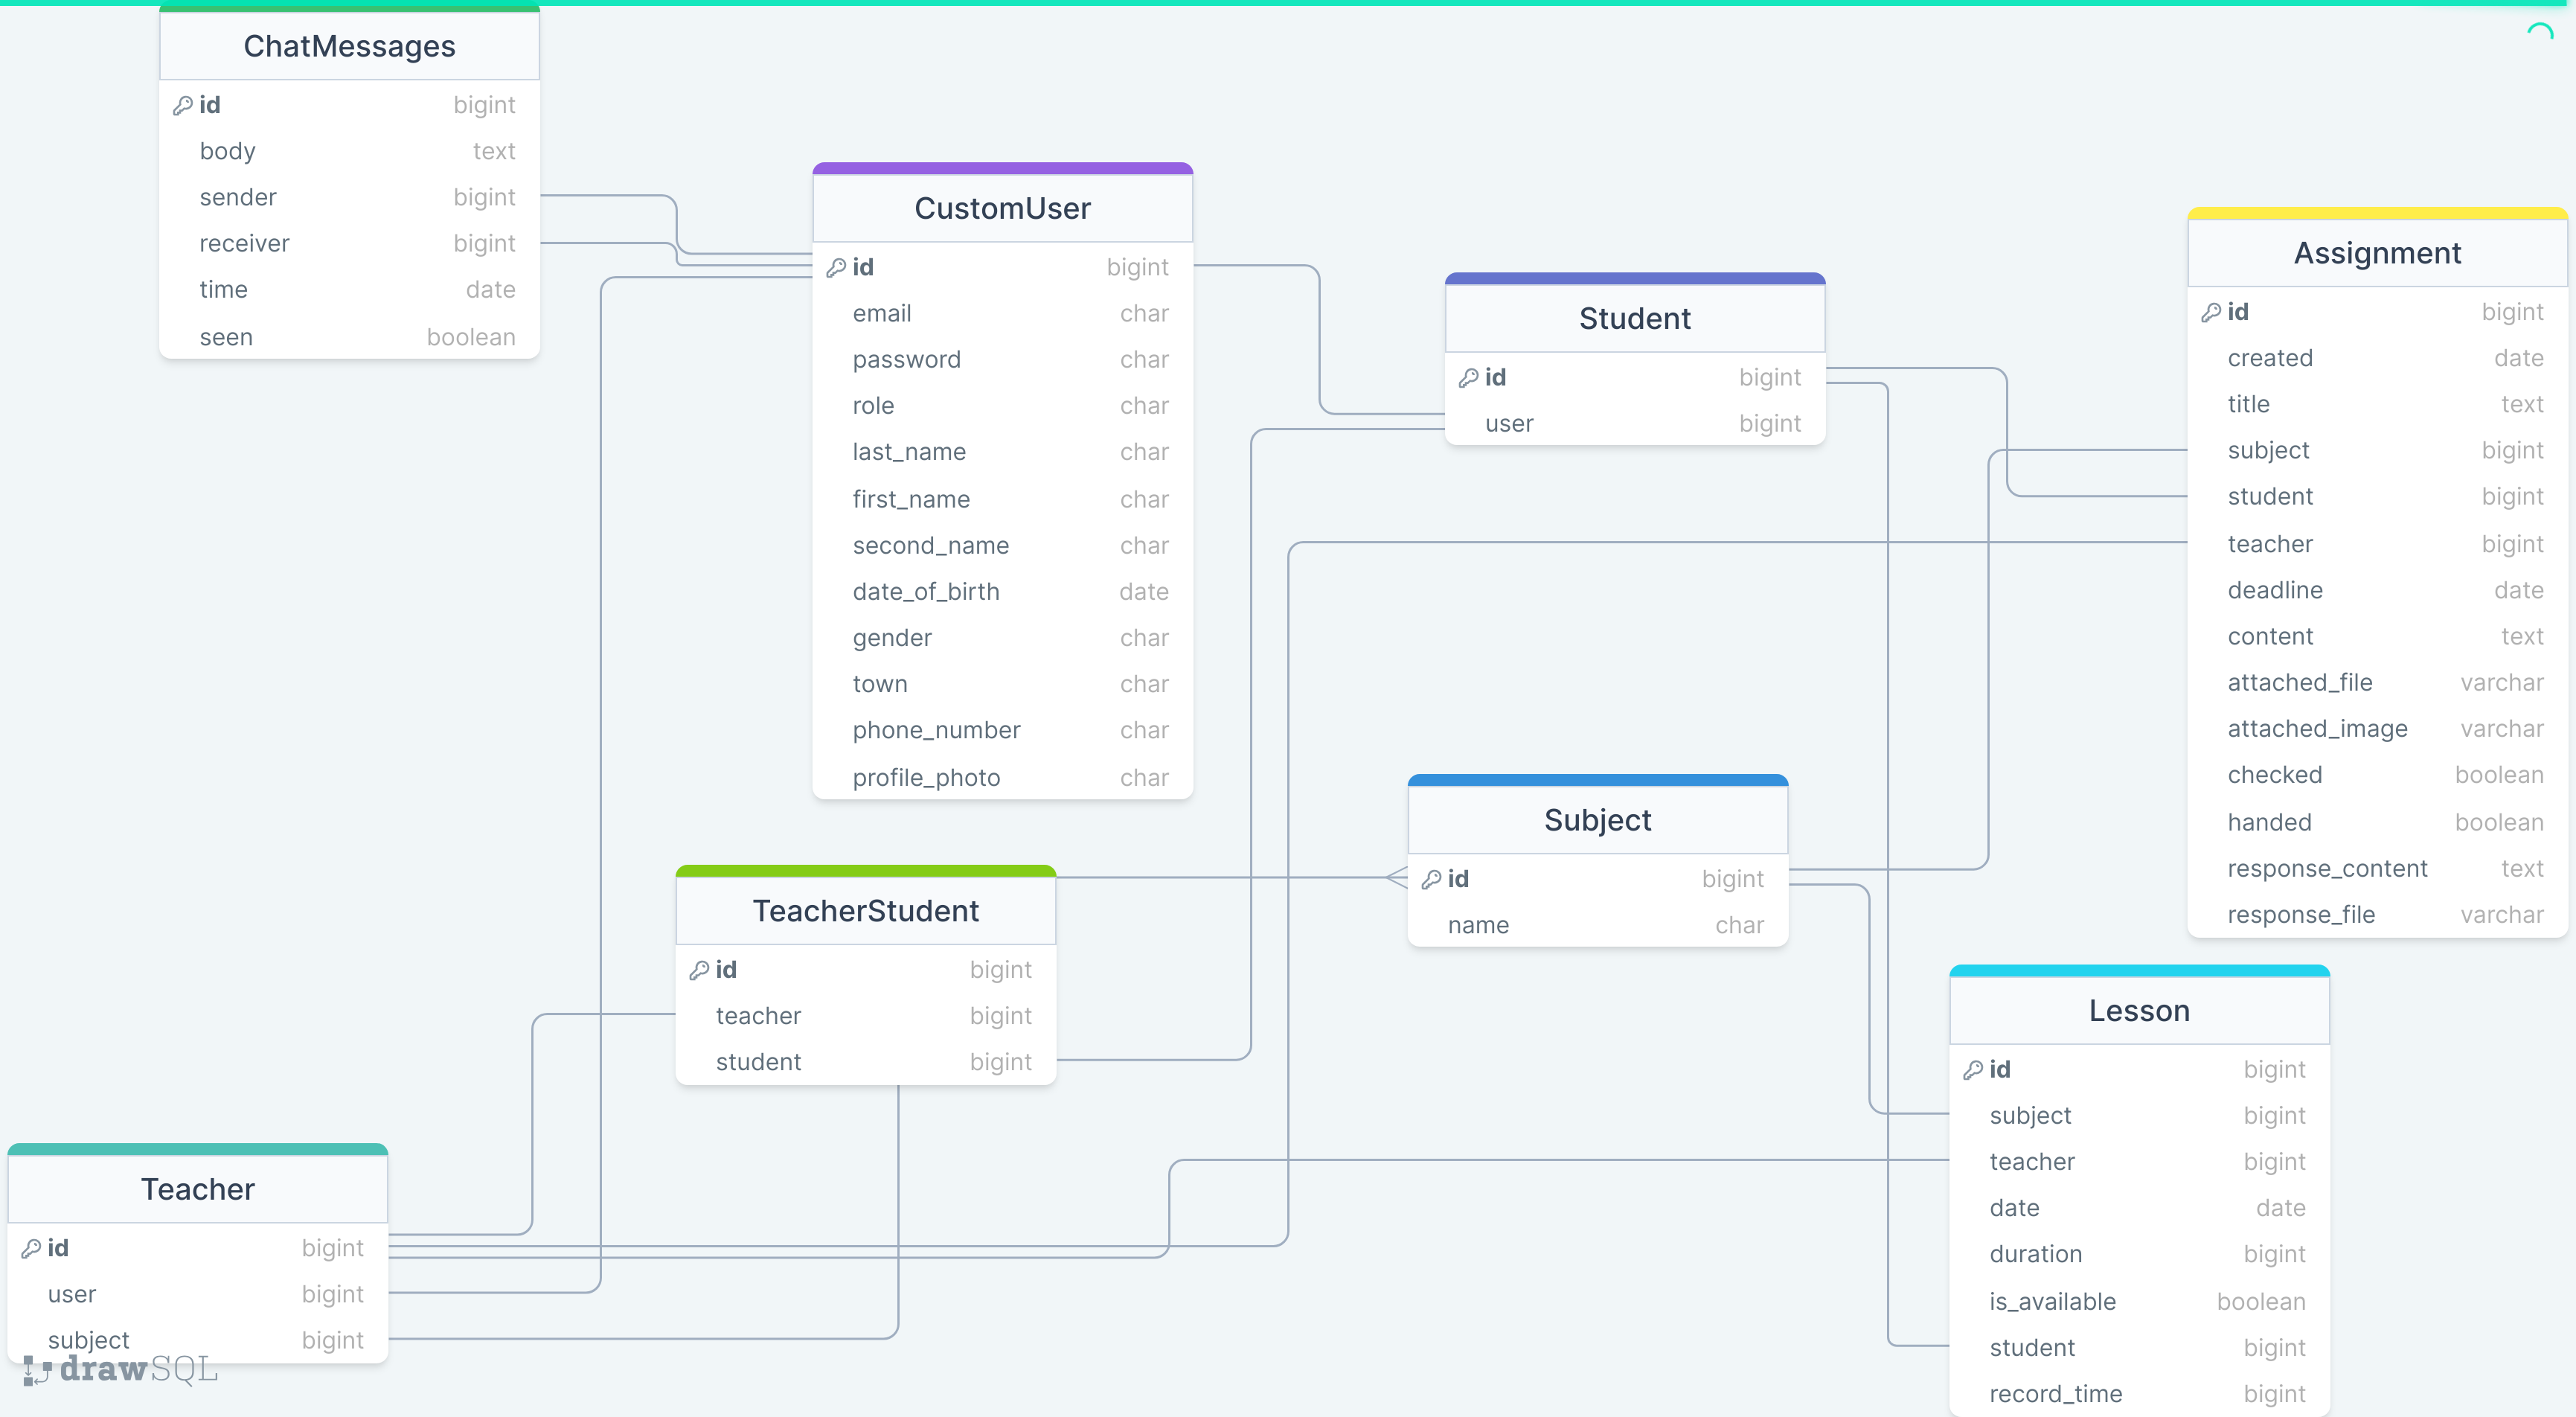 ChatMessages
id bigint
body text
sender bigint
receiver bigint
time date
seen boolean
CustomUser
id bigint
email char
password char
role char
last_name char
first_name char
second_name char
date_of_birth date
gender char
town char
phone_number char
profile_photo char
Student
id bigint
user bigint
Assignment
id bigint
created date
title text
subject bigint
student bigint
teacher bigint
deadline date
content text
attached_file varchar
attached_image varchar
checked boolean
handed boolean
response_content text
response_file varchar
Subject
id bigint
name char
TeacherStudent
id bigint
teacher bigint
student bigint
Lesson
id bigint
subject bigint
teacher bigint
date date
duration bigint
is_available boolean
student bigint
record_time bigint
Teacher
id bigint
user bigint
subject bigint
drawSQL